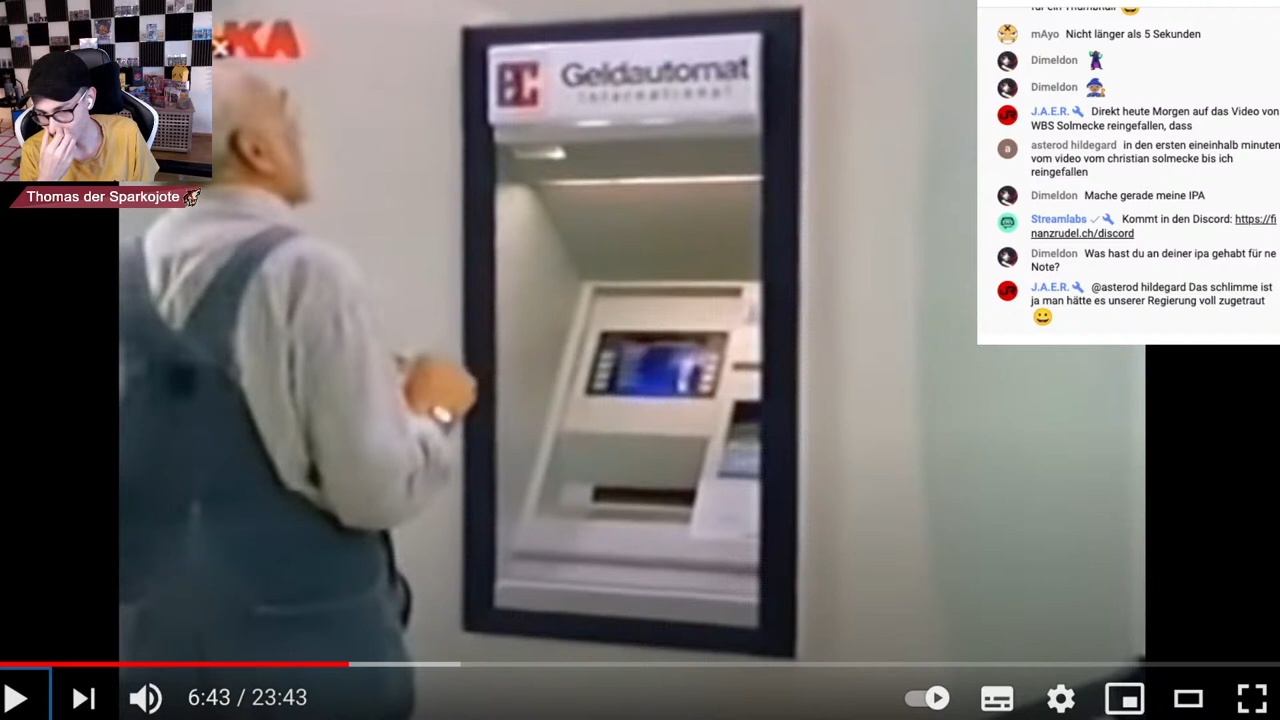 KA
EC
Geldautomat
International
Thomas der Sparkojote
mAyo Nicht länger als 5 Sekunden
Dimeldon
Dimeldon
J.A.E.R. Direkt heute Morgen auf das Video von
WBS Solmecke reingefallen, dass
asterod hildegard in den ersten eineinhalb minuten
vom video vom christian solmecke bis ich
reingefallen
Dimeldon Mache gerade meine IPA
Streamlabs Kommt in den Discord: https://fi
nanzrudel.ch/discord
Dimeldon Was hast du an deiner ipa gehabt für ne
Note?
J.A.E.R. @asterod hildegard Das schlimme ist
ja man hätte es unserer Regierung voll zugetraut
6:43 / 23:43